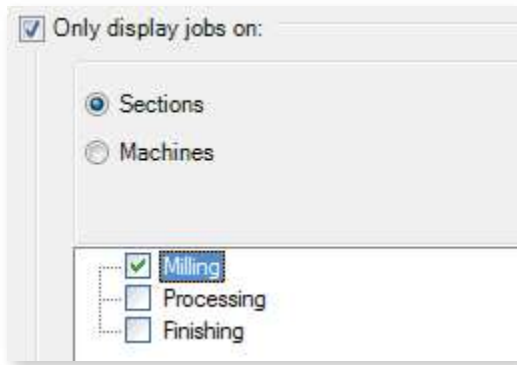 Only display jobs on:
Sections
Machines
Milling
Processing
Finishing